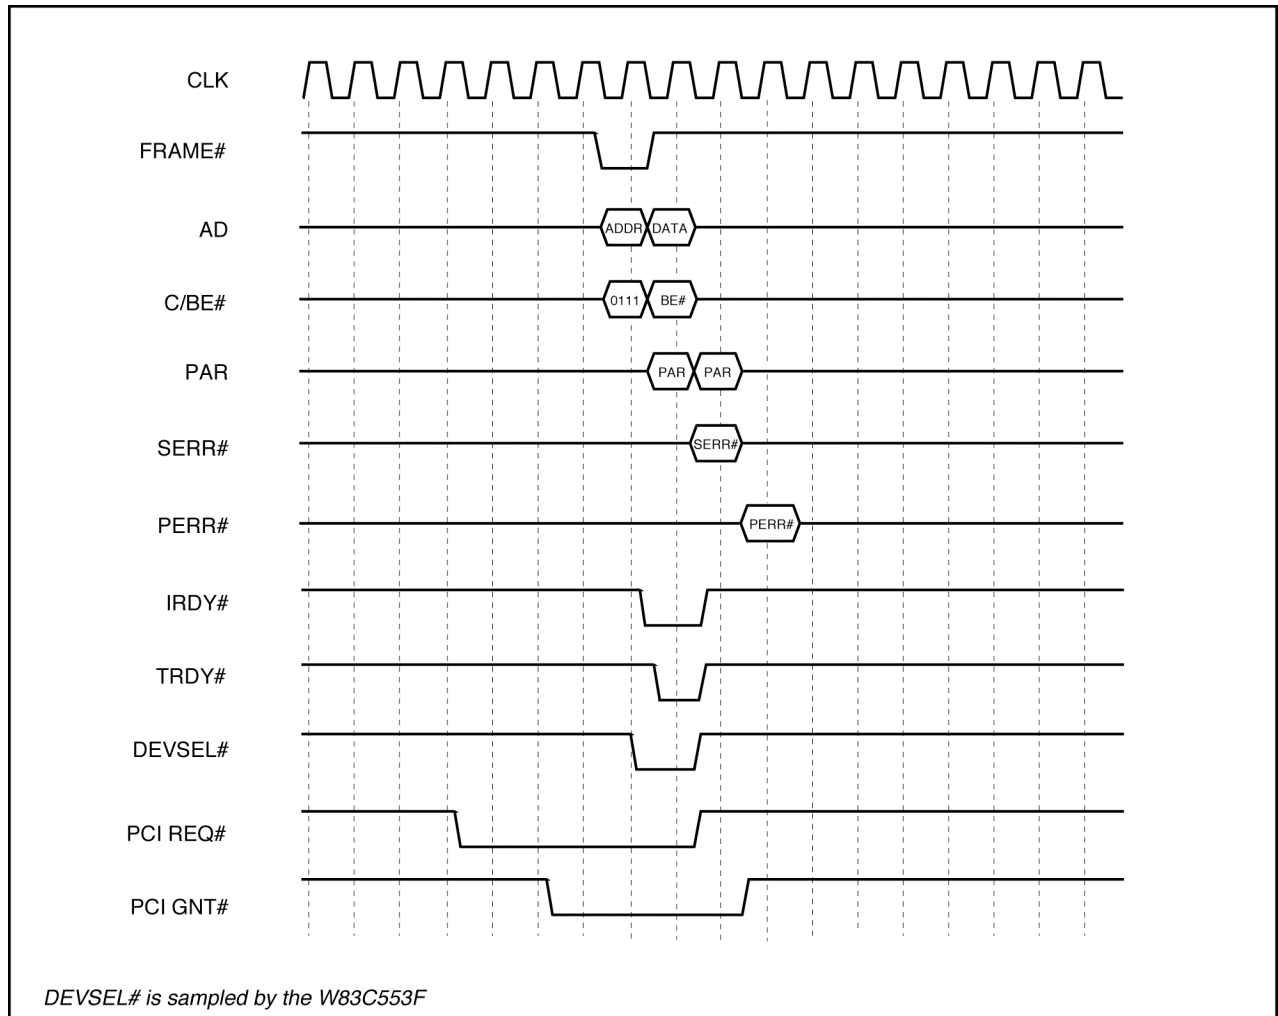 CLK
FRAME#
AD
ADDR DATA
C/BE#
0111 BE#
PAR
PAR PAR
SERR#
SERR#
PERR#
PERR#
IRDY#
TRDY#
DEVSEL#
PCI REQ#
PCI GNT#
DEVSEL# is sampled by the W83C553F